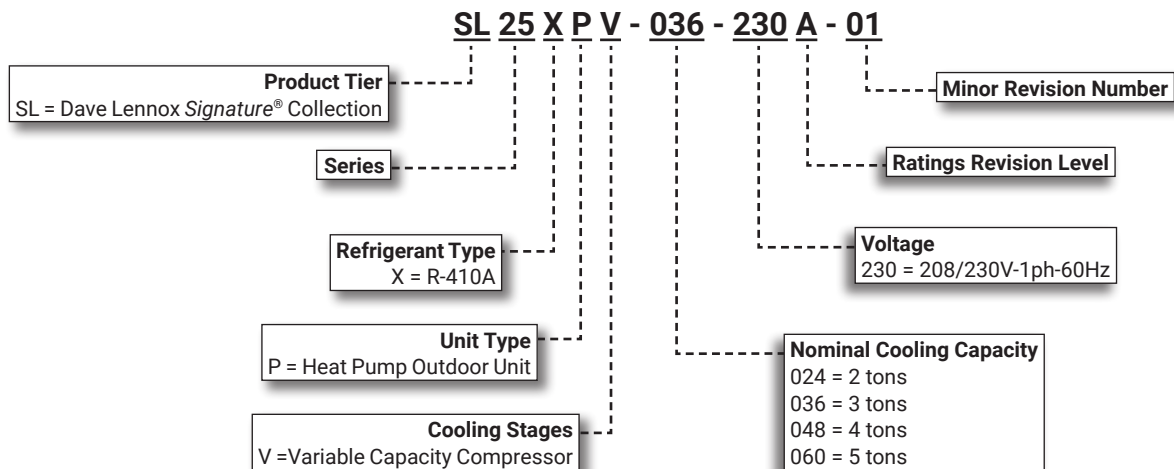 SL 25 X P V - 036 - 230 A - 01
Product Tier
SL = Dave Lennox Signature® Collection
Minor Revision Number
Series
Ratings Revision Level
Refrigerant Type
X = R-410A
Voltage
230 = 208/230V-1ph-60Hz
Unit Type
P = Heat Pump Outdoor Unit
Nominal Cooling Capacity
024 = 2 tons
036 = 3 tons
048 = 4 tons
060 = 5 tons
Cooling Stages
V =Variable Capacity Compressor